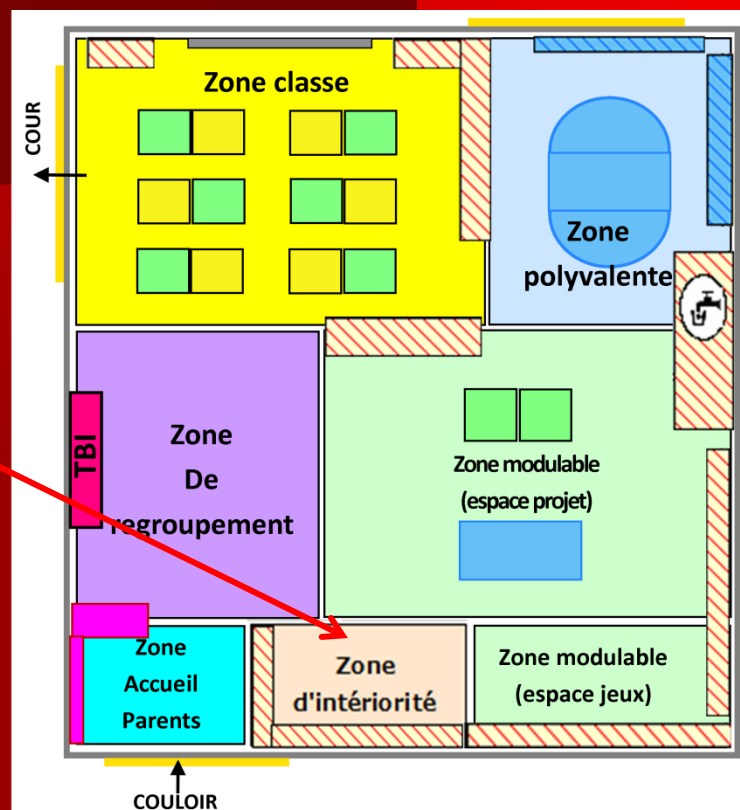 Zone classe
COUR
Zone
polyvalente
TBI
Zone
De
regroupement
Zone modulable
(espace projet)
Zone
Accueil
Parents
Zone
d'intériorité
Zone modulable
(espace jeux)
COULOIR